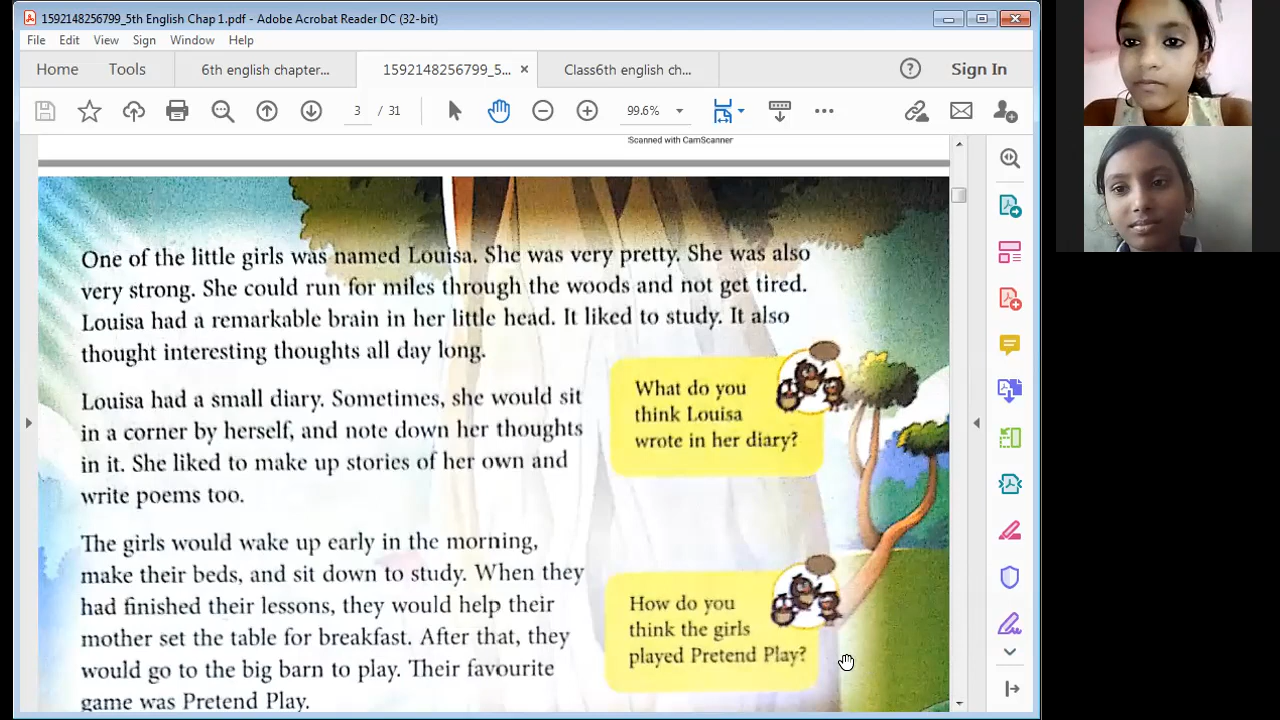 1592148256799_5th English Chap 1.pdf - Adobe Acrobat Reader DC (32-bit)
File Edit View Sign Window Help
Home Tools 6th english chapter... 1592148256799_5... × Class6th english ch... Sign In
3 / 31 99.6%
Scanned with CamScanner
One of the little girls was named Louisa. She was very pretty. She was also
very strong. She could run for miles through the woods and not get tired.
Louisa had a remarkable brain in her little head. It liked to study. It also
thought interesting thoughts all day long.
Louisa had a small diary. Sometimes, she would sit
in a corner by herself, and note down her thoughts
in it. She liked to make up stories of her own and
write poems too.
What do you
think Louisa
wrote in her diary?
The girls would wake up early in the morning,
make their beds, and sit down to study. When they
had finished their lessons, they would help their
mother set the table for breakfast. After that, they
would go to the big barn to play. Their favourite
game was Pretend Play.
How do you
think the girls
played Pretend Play?